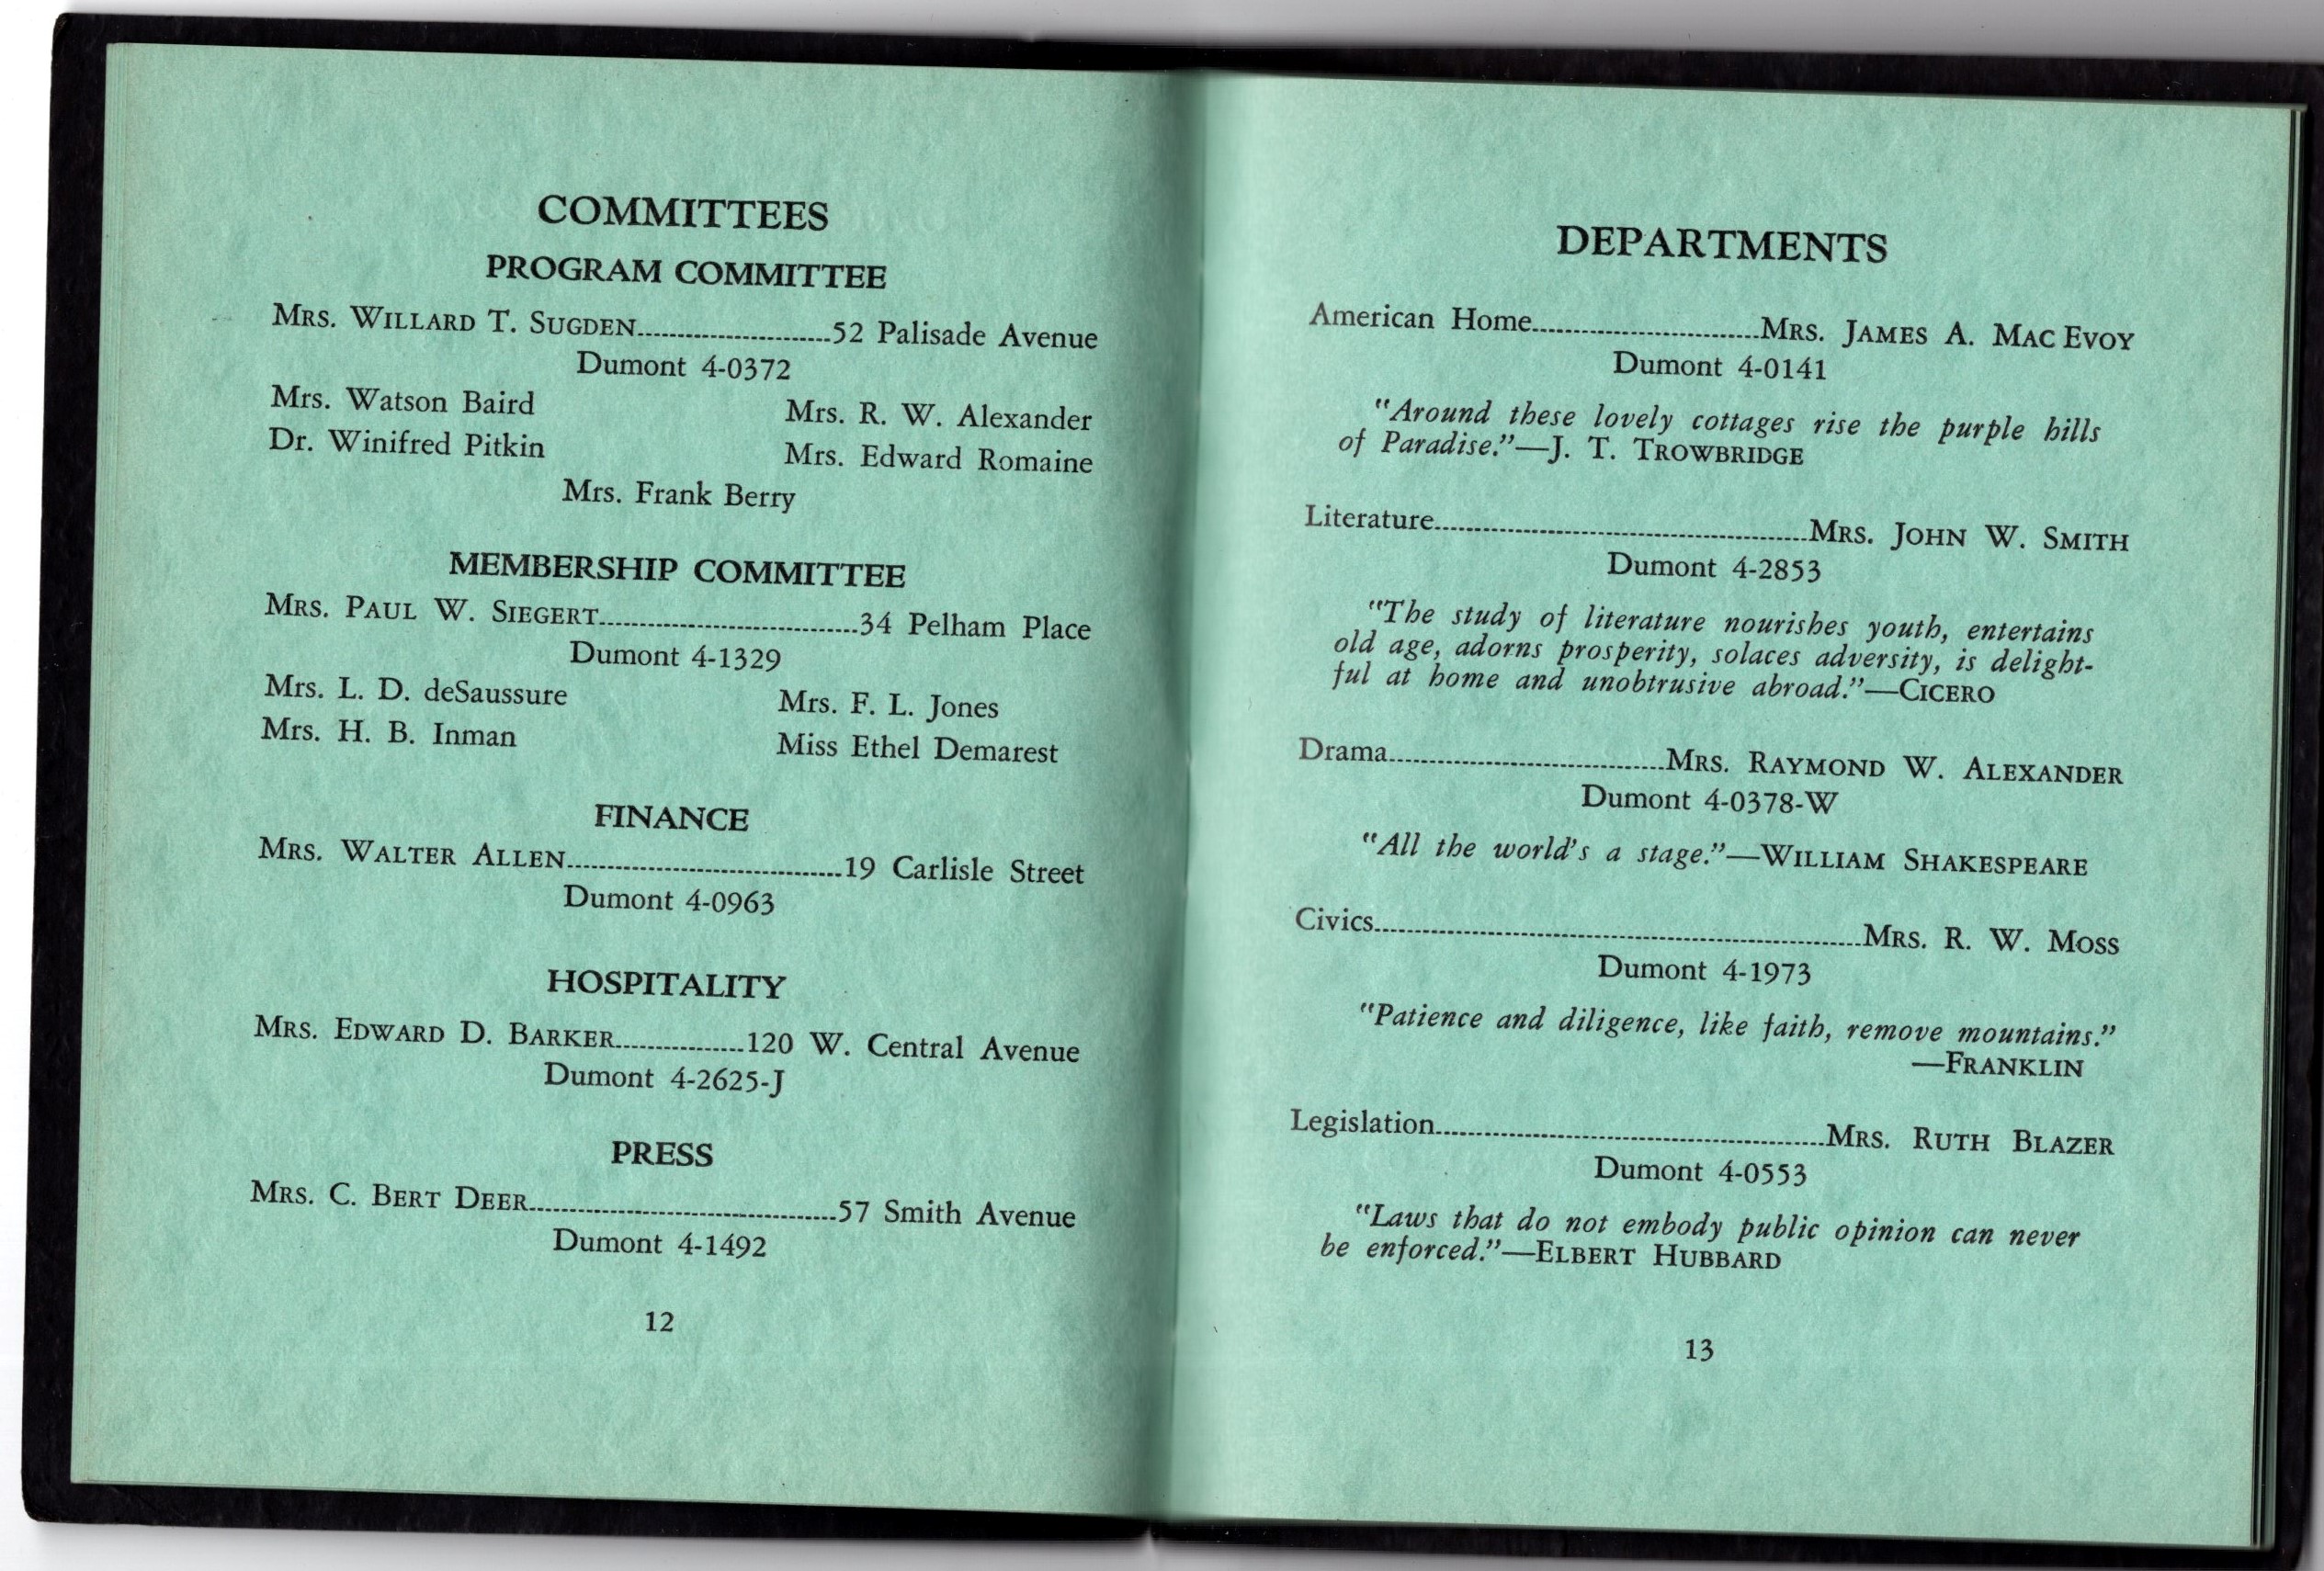 COMMITTEES
PROGRAM COMMITTEE
MRS. WILLARD T. SUGDEN........................52 Palisade Avenue
Dumont 4-0372
Mrs. Watson Baird Mrs. R. W. Alexander
Dr. Winifred Pitkin Mrs. Edward Romaine
Mrs. Frank Berry
MEMBERSHIP COMMITTEE
MRS. PAUL W. SIEGERT................................34 Pelham Place
Dumont 4-1329
Mrs. L. D. deSaussure Mrs. F. L. Jones
Mrs. H. B. Inman Miss Ethel Demarest
FINANCE
MRS. WALTER ALLEN..................................19 Carlisle Street
Dumont 4-0963
HOSPITALITY
MRS. EDWARD D. BARKER................120 W. Central Avenue
Dumont 4-2625-J
PRESS
MRS. C. BERT DEER......................................57 Smith Avenue
Dumont 4-1492
12
DEPARTMENTS
American Home............................MRS. JAMES A. MAC EVOY
Dumont 4-0141
"Around these lovely cottages rise the purple hills
of Paradise."—J. T. TROWBRIDGE
Literature..............................................MRS. JOHN W. SMITH
Dumont 4-2853
"The study of literature nourishes youth, entertains
old age, adorns prosperity, solaces adversity, is delight-
ful at home and unobtrusive abroad."—CICERO
Drama..................................MRS. RAYMOND W. ALEXANDER
Dumont 4-0378-W
"All the world's a stage."—WILLIAM SHAKESPEARE
Civics............................................................MRS. R. W. MOSS
Dumont 4-1973
"Patience and diligence, like faith, remove mountains."
—FRANKLIN
Legislation................................................MRS. RUTH BLAZER
Dumont 4-0553
"Laws that do not embody public opinion can never
be enforced."—ELBERT HUBBARD
13